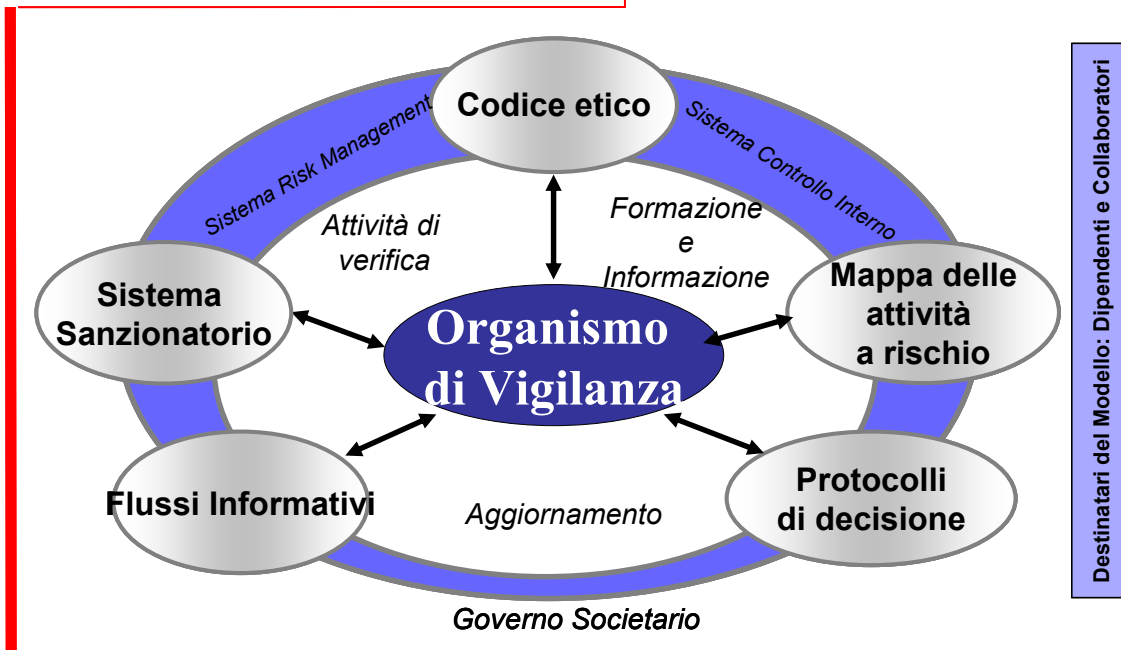 Codice etico
Sistema Risk Management
Sistema Controllo Interno
Attività di
verifica
Formazione
e
Informazione
Sistema
Sanzionatorio
Mappa delle
attività
a rischio
Organismo
di Vigilanza
Flussi Informativi
Aggiornamento
Protocolli
di decisione
Governo Societario
Destinatari del Modello: Dipendenti e Collaboratori